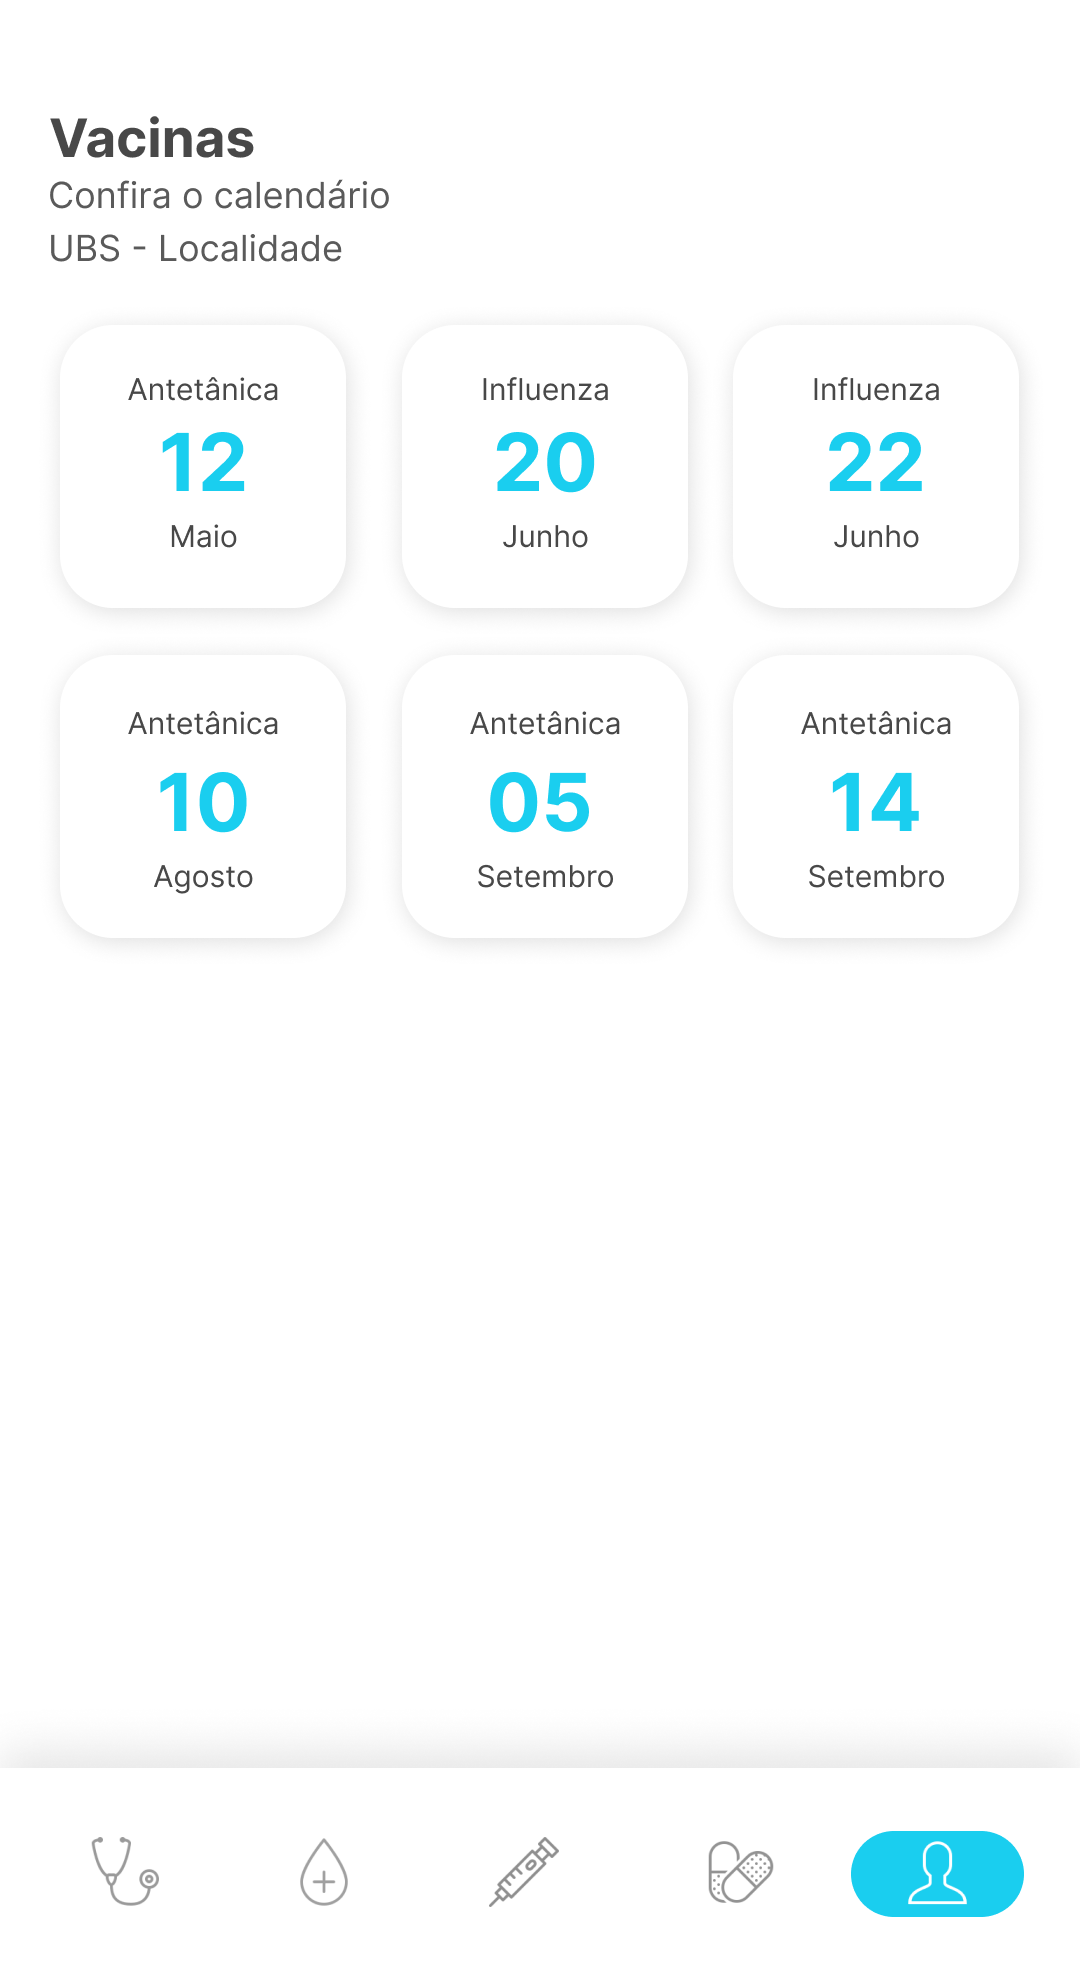 Vacinas
Confira o calendário
UBS - Localidade
Antetânica
12
Maio
Influenza
20
Junho
Influenza
22
Junho
Antetânica
10
Agosto
Antetânica
05
Setembro
Antetânica
14
Setembro